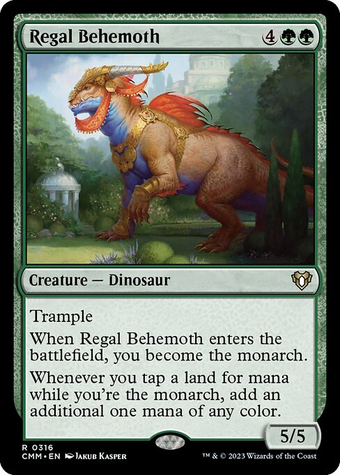 Regal Behemoth 4
Creature — Dinosaur
Trample
When Regal Behemoth enters the
battlefield, you become the monarch.
Whenever you tap a land for mana
while you're the monarch, add an
additional one mana of any color.
5/5
R 0316
CMM • EN Jakub Kasper
™ & © 2023 Wizards of the Coast